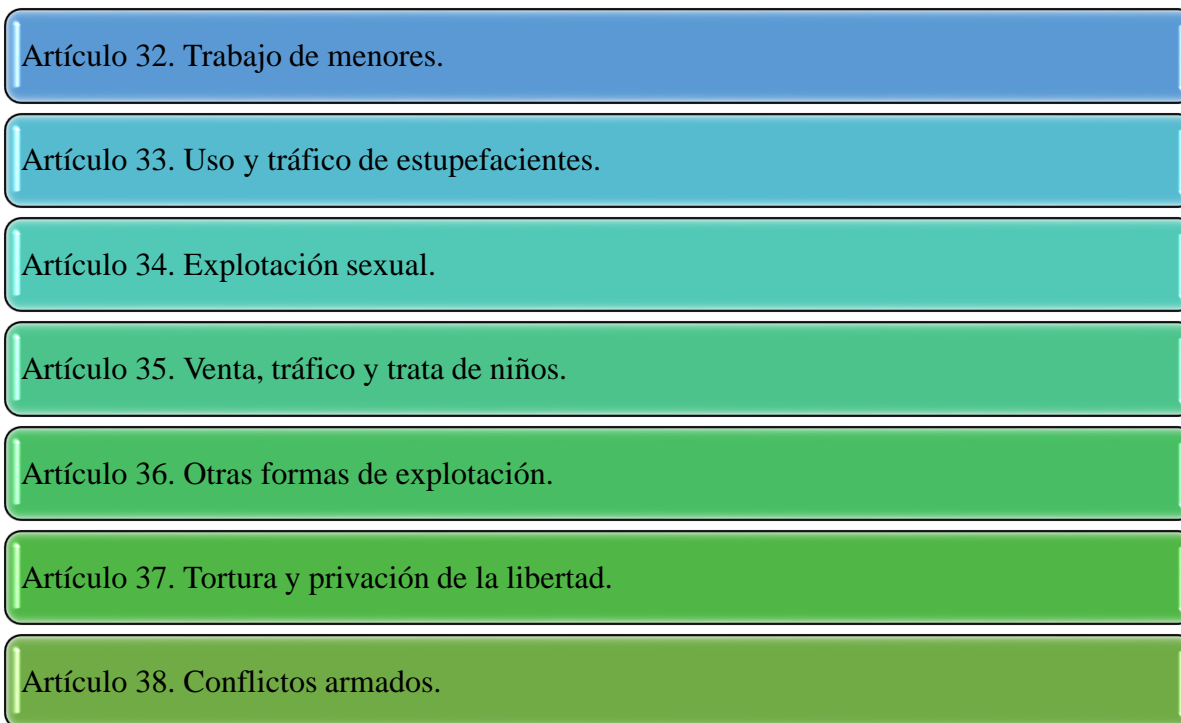 Artículo 32. Trabajo de menores.
Artículo 33. Uso y tráfico de estupefacientes.
Artículo 34. Explotación sexual.
Artículo 35. Venta, tráfico y trata de niños.
Artículo 36. Otras formas de explotación.
Artículo 37. Tortura y privación de la libertad.
Artículo 38. Conflictos armados.